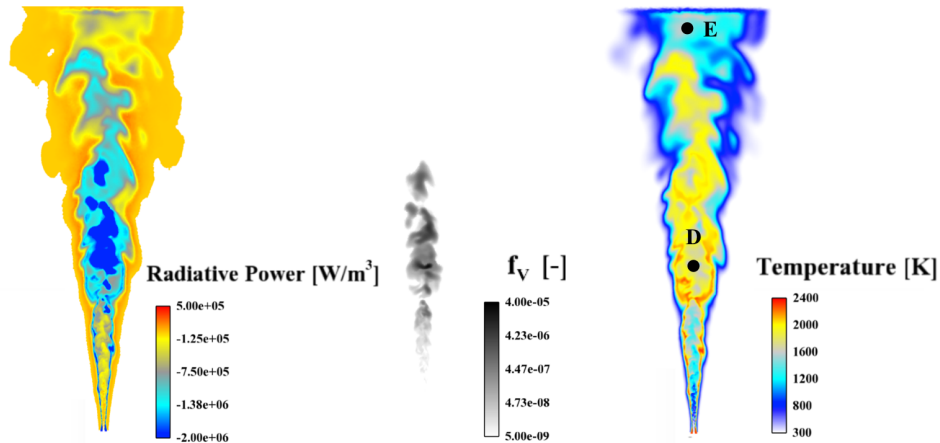 E
D
Radiative Power [W/m³]
5.00e+05
-1.25e+05
-7.50e+05
-1.38e+06
-2.00e+06
f_V [-]
4.00e-05
4.23e-06
4.47e-07
4.73e-08
5.00e-09
Temperature [K]
2400
2000
1600
1200
800
300